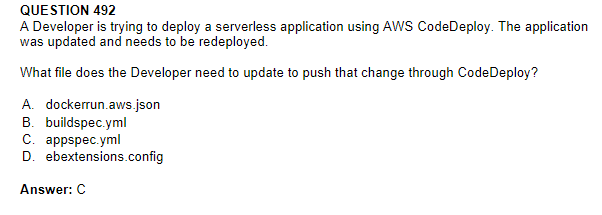 QUESTION 492
A Developer is trying to deploy a serverless application using AWS CodeDeploy. The application
was updated and needs to be redeployed.
What file does the Developer need to update to push that change through CodeDeploy?
A. dockerrun.aws.json
B. buildspec.yml
C. appspec.yml
D. ebextensions.config
Answer: C